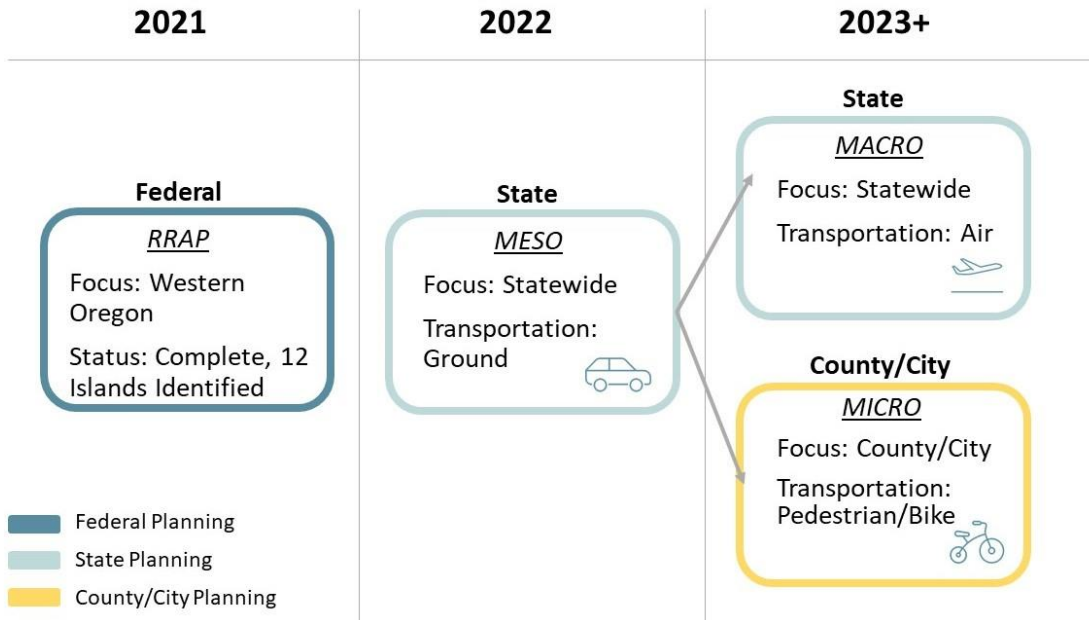 2021
2022
2023+
Federal
RRAP
Focus: Western
Oregon
Status: Complete, 12
Islands Identified
State
MESO
Focus: Statewide
Transportation:
Ground
State
MACRO
Focus: Statewide
Transportation: Air
County/City
MICRO
Focus: County/City
Transportation:
Pedestrian/Bike
Federal Planning
State Planning
County/City Planning